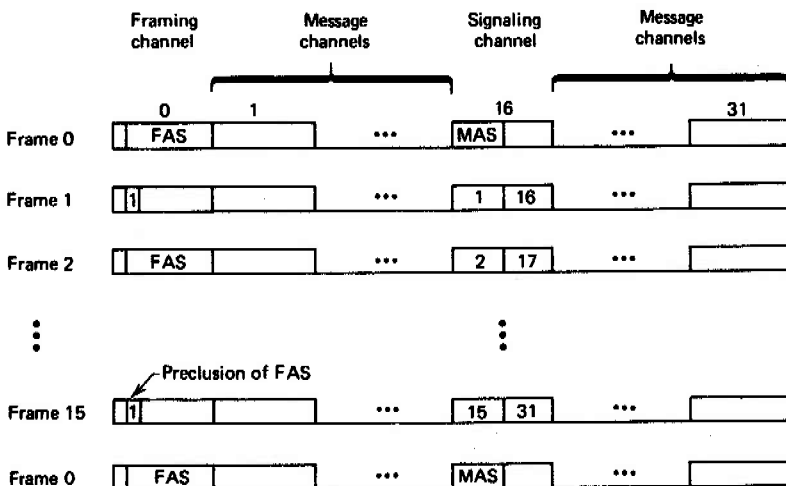 Framing channel
Message channels
Signaling channel
Message channels
0 1 16 31
Frame 0 FAS ••• MAS •••
Frame 1 1 ••• 1 16 •••
Frame 2 FAS ••• 2 17 •••
Preclusion of FAS
Frame 15 1 ••• 15 31 •••
Frame 0 FAS ••• MAS •••